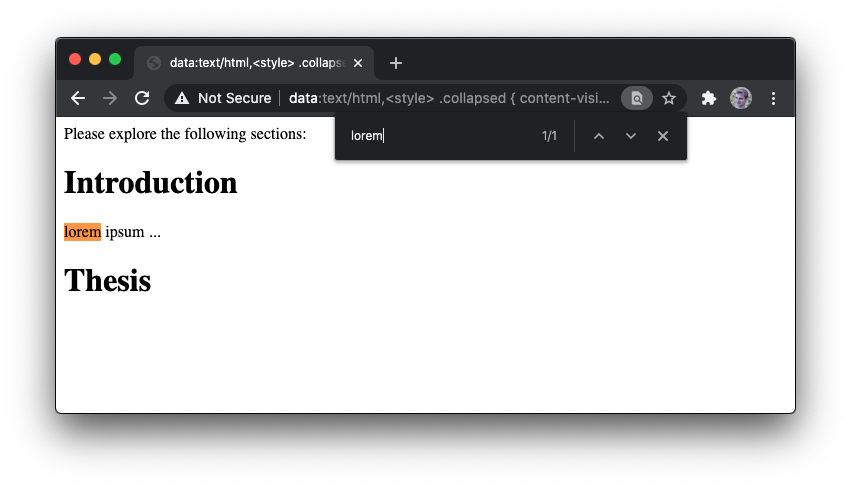 data:text/html,<style> .collaps
Not Secure data:text/html,<style> .collapsed { content-visi...
lorem 1/1
Please explore the following sections:
Introduction
lorem ipsum ...
Thesis